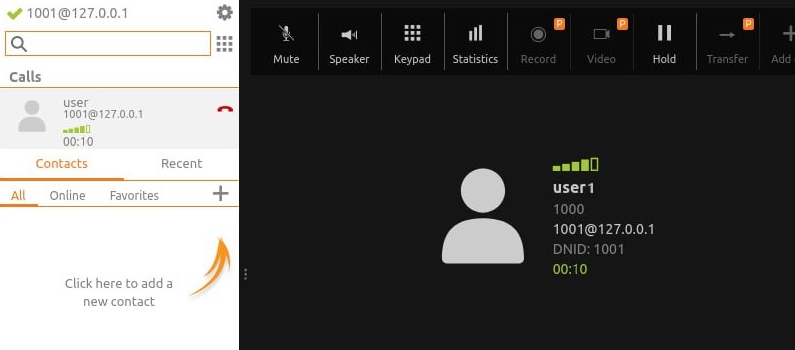 1001@127.0.0.1
Calls
user
1001@127.0.0.1
00:10
Contacts Recent
All Online Favorites
Click here to add a
new contact
Mute Speaker Keypad Statistics Record Video Hold Transfer Add
P P P
user1
1000
1001@127.0.0.1
DNID: 1001
00:10